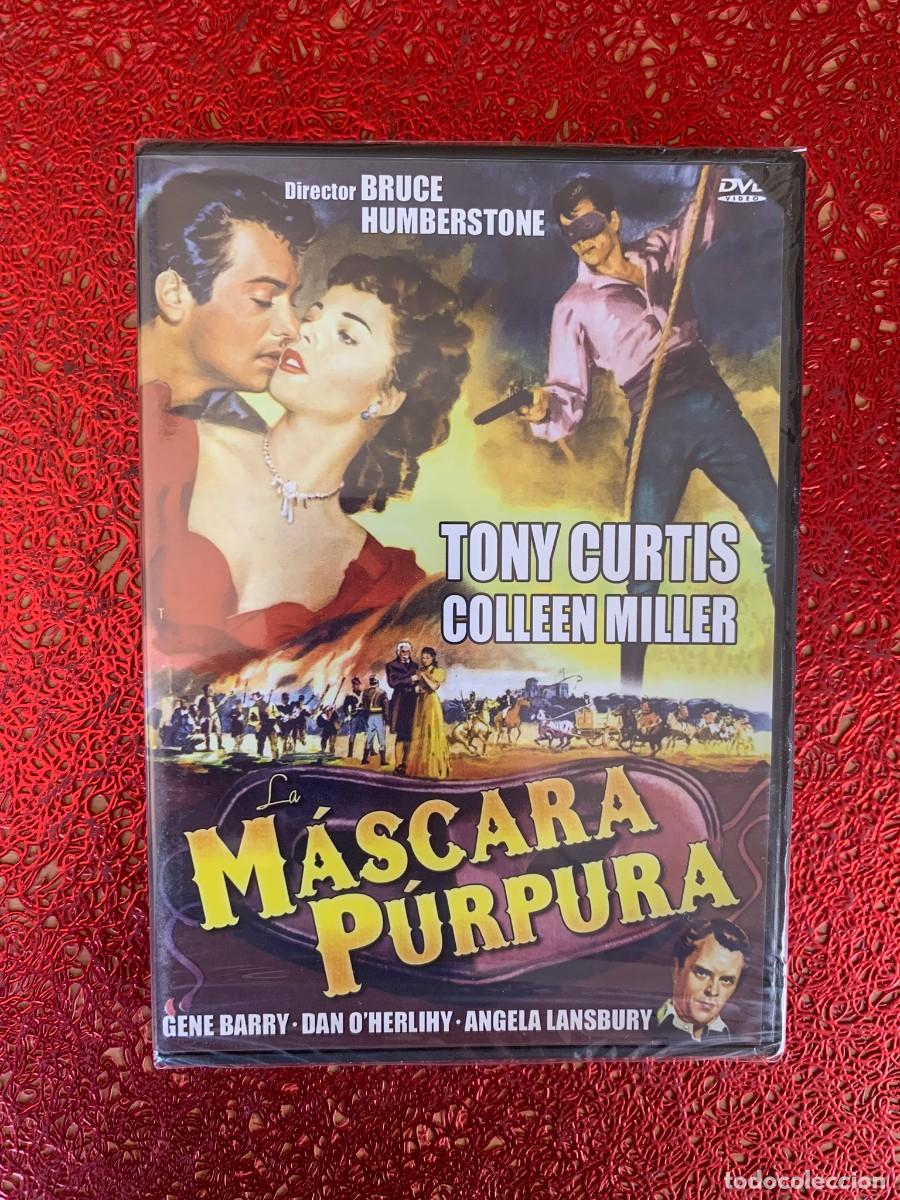 Director BRUCE
HUMBERSTONE
DVD
VIDEO
TONY CURTIS
COLLEEN MILLER
T
La
MÁSCARA
PÚRPURA
GENE BARRY · DAN O'HERLIHY · ANGELA LANSBURY
todocoleccion